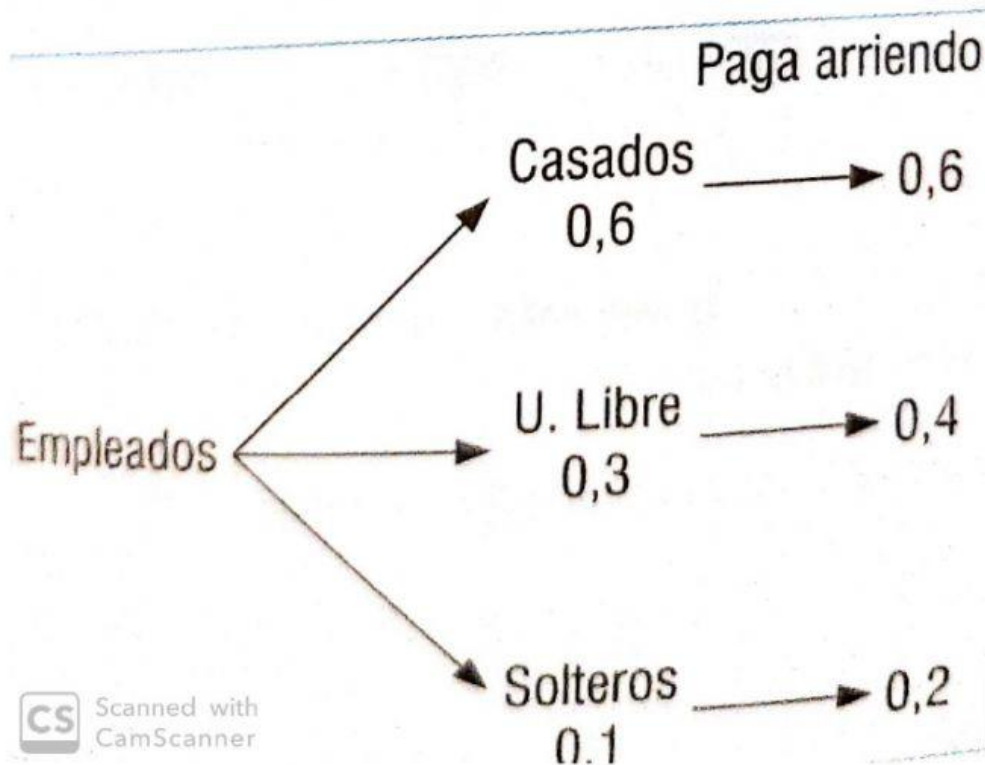 Paga arriendo
Casados
0,6
0,6
Empleados
U. Libre
0,3
0,4
Solteros
0,1
0,2
CS Scanned with
CamScanner